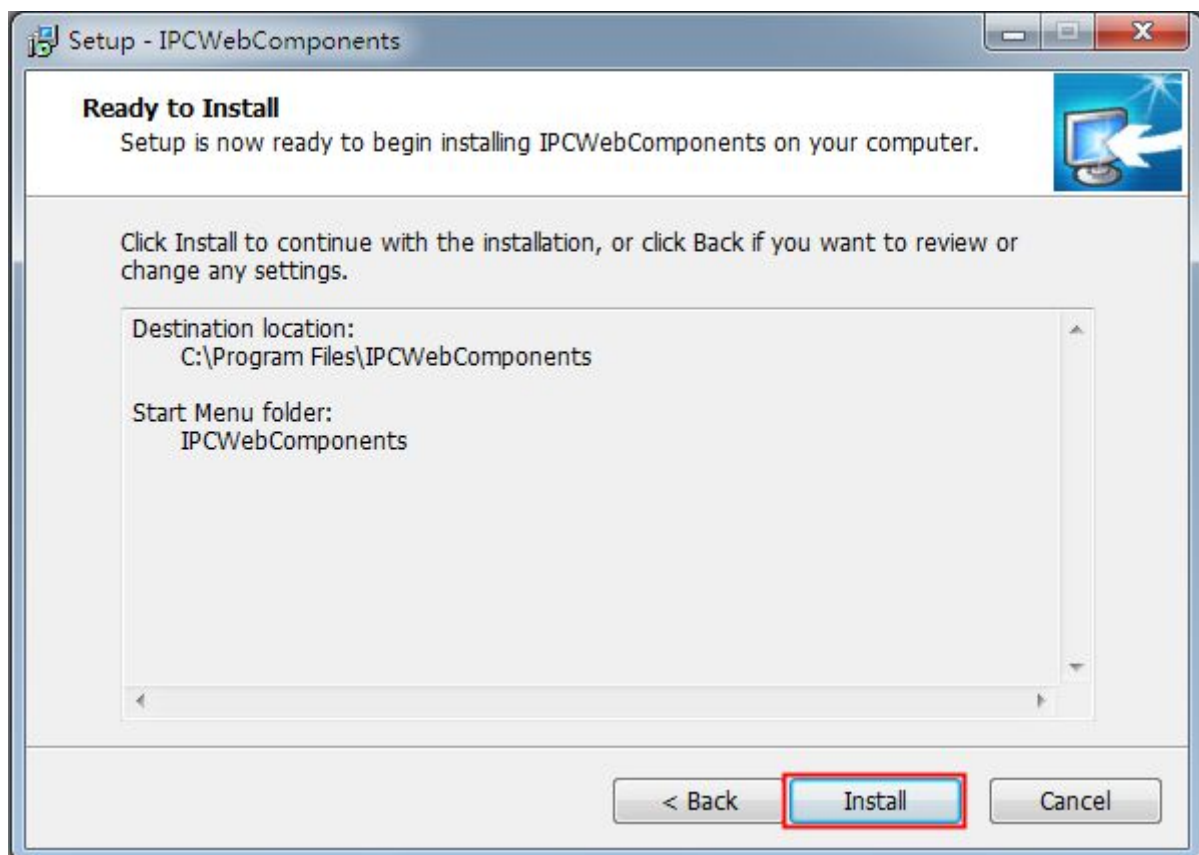 Setup - IPCWebComponents
Ready to Install
Setup is now ready to begin installing IPCWebComponents on your computer.
Click Install to continue with the installation, or click Back if you want to review or
change any settings.
Destination location:
C:\Program Files\IPCWebComponents
Start Menu folder:
IPCWebComponents
< Back
Install
Cancel